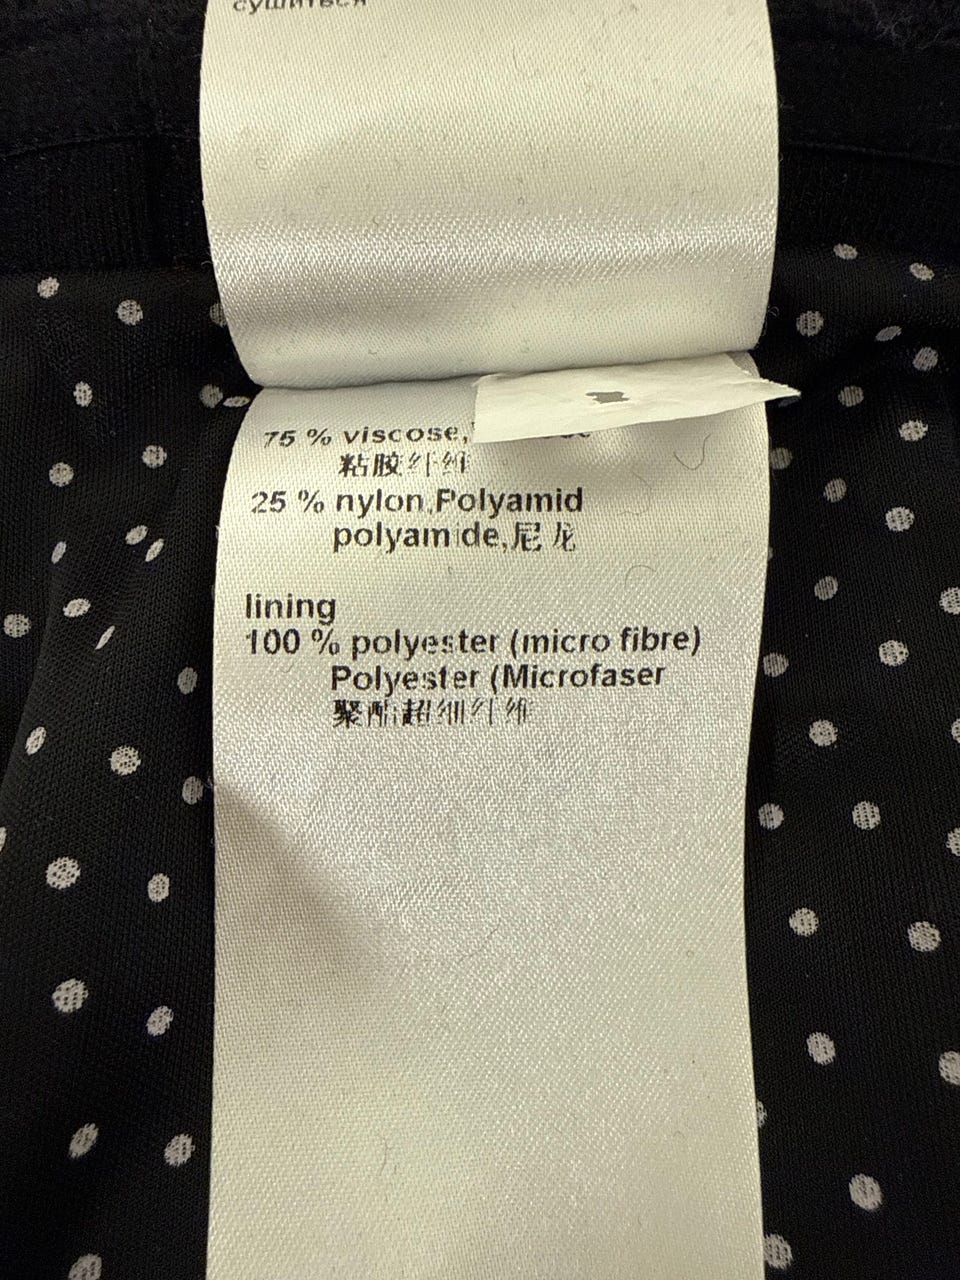 сушиться
75 % viscose,
粘胶纤维
25 % nylon,Polyamid
polyamide,尼龙
lining
100 % polyester (micro fibre)
Polyester (Microfaser
聚酯超细纤维